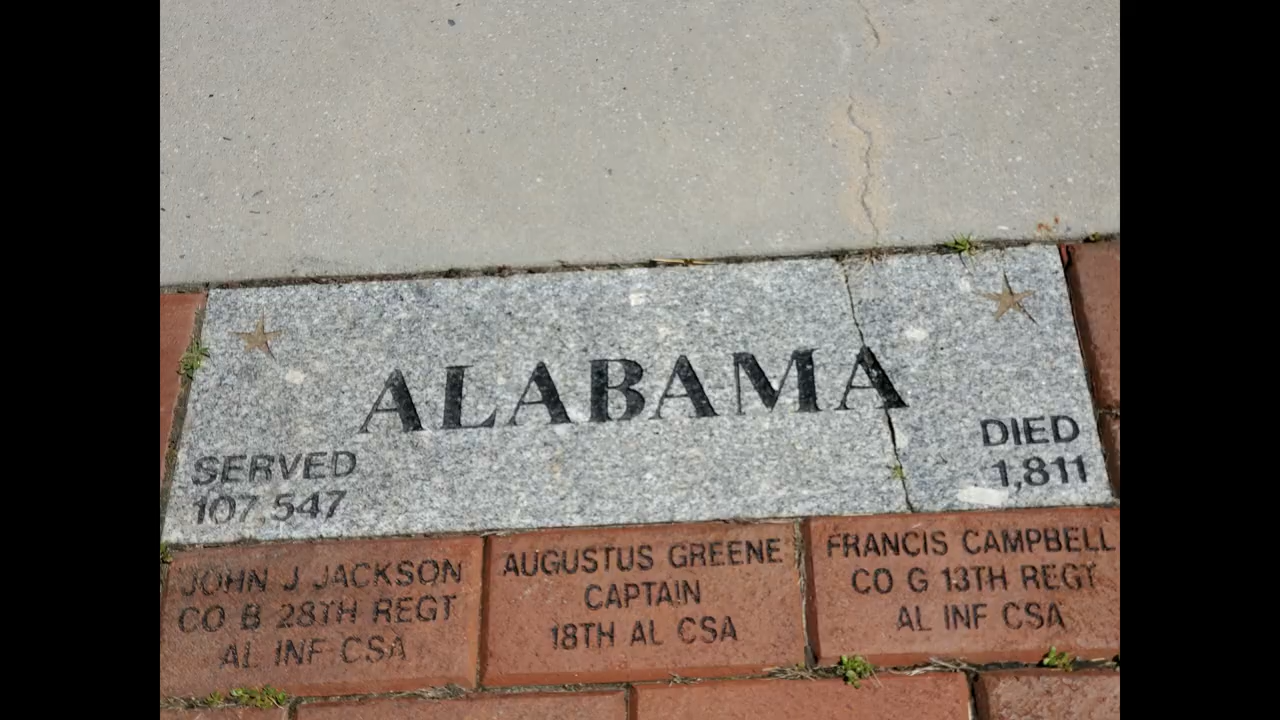 ALABAMA
SERVED
107,547
DIED
1,811
JOHN J JACKSON
CO B 28TH REGT
AL INF CSA
AUGUSTUS GREENE
CAPTAIN
18TH AL CSA
FRANCIS CAMPBELL
CO G 13TH REGT
AL INF CSA